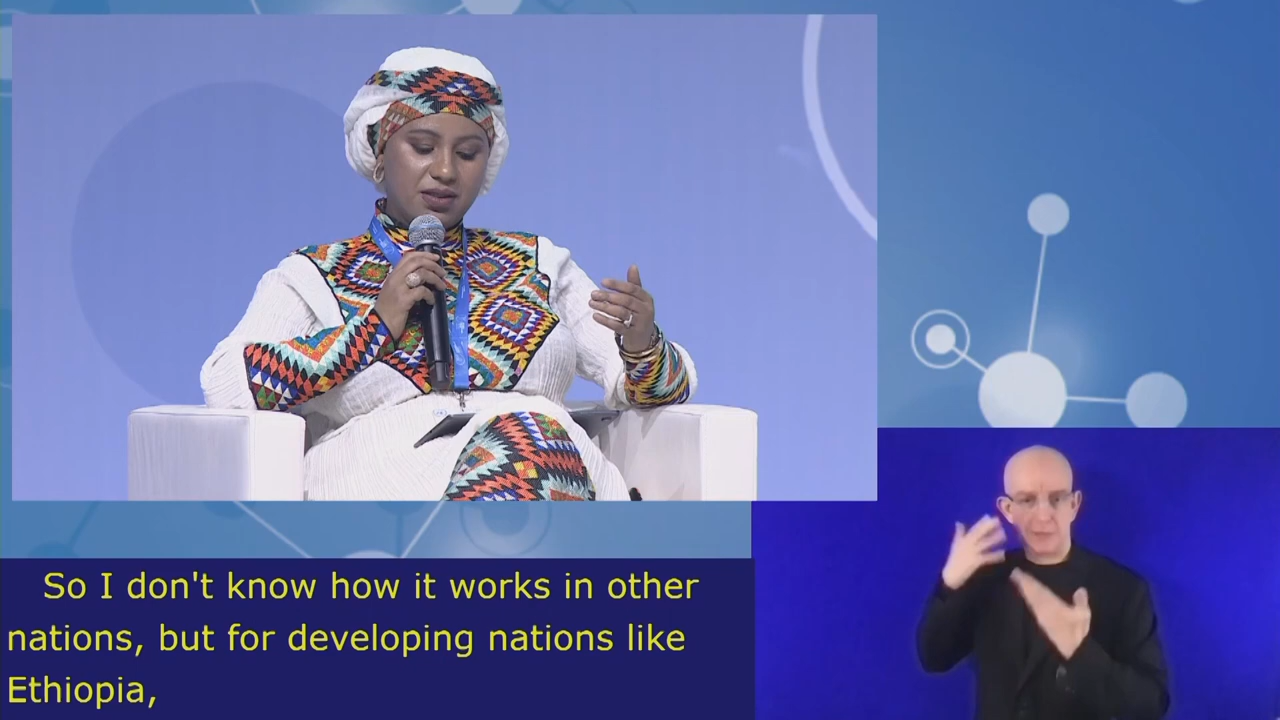 So I don't know how it works in other
nations, but for developing nations like
Ethiopia,